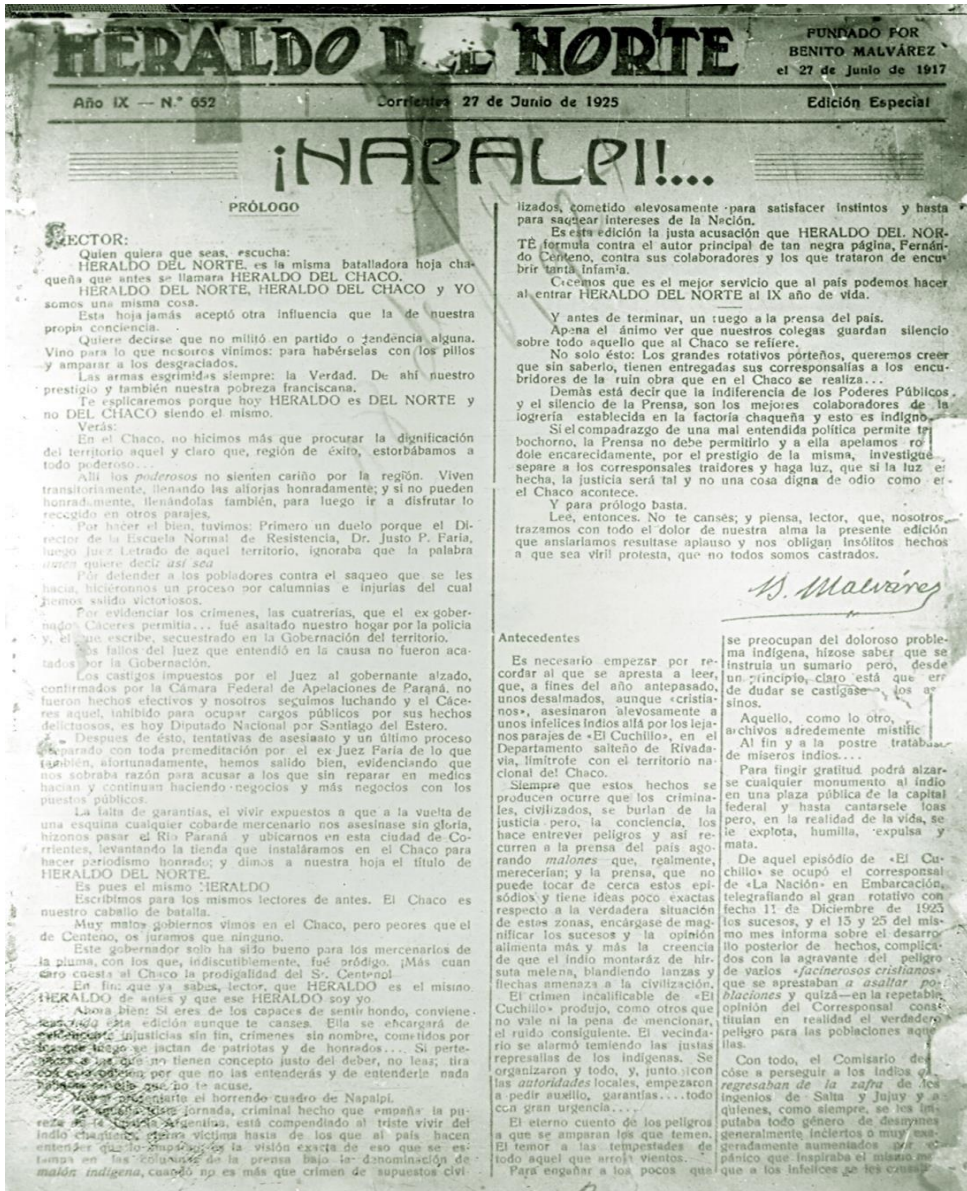 HERALDO DEL NORTE
FUNDADO POR
BENITO MALVÁREZ
el 27 de Junio de 1917
Año IX — N.º 652
Corrientes 27 de Junio de 1925
Edición Especial
¡NAPALPI!...
PRÓLOGO
LECTOR:
Quien quiera que seas, escucha:
HERALDO DEL NORTE, es la misma batalladora hoja cha-
queña que antes se llamara HERALDO DEL CHACO.
HERALDO DEL NORTE, HERALDO DEL CHACO y YO
somos una misma cosa.
Esta hoja jamás aceptó otra influencia que la de nuestra
propia conciencia.
Quiere decirse que no militó en partido o tendencia alguna.
Vino para lo que nosotros vinimos: para habérselas con los pillos
y amparar a los desgraciados.
Las armas esgrimidas siempre: la Verdad. De ahí nuestro
prestigio y también nuestra pobreza franciscana.
Te esplicaremos porque hoy HERALDO es DEL NORTE y
no DEL CHACO siendo el mismo.
Verás:
En el Chaco, no hicimos más que procurar la dignificación
del territorio aquel y claro que, región de éxito, estorbábamos a
todo poderoso...
Allí los poderosos no sienten cariño por la región. Viven
transitoriamente, llenando las alforjas honradamente; y si no pueden
honradamente, llenándolas también, para luego ir a disfrutar lo
recogido en otros parajes.
Por hacer el bien, tuvimos: Primero un duelo porque el Di-
rector de la Escuela Normal de Resistencia, Dr. Justo P. Faría,
luego Juez Letrado de aquel territorio, ignoraba que la palabra
quiere decir así sea
Por defender a los pobladores contra el saqueo que se les
hacía, hiciéronnos un proceso por calumnias e injurias del cual
hemos salido victoriosos.
Por evidenciar los crímenes, las cuatrerías, que el ex-gober-
nador Cáceres permitía... fué asaltado nuestro hogar por la policía
y, el que escribe, secuestrado en la Gobernación del territorio.
Los fallos del Juez que entendió en la causa no fueron aca-
tados por la Gobernación.
Los castigos impuestos por el Juez al gobernante alzado,
confirmados por la Cámara Federal de Apelaciones de Paraná, no
fueron hechos efectivos y nosotros seguimos luchando y el Cáce-
res aquel, inhibido para ocupar cargos públicos por sus hechos
delictuosos, es hoy Diputado Nacional por Santiago del Estero.
Después de ésto, tentativas de asesinato y un último proceso
preparado con toda premeditación por el ex Juez Faría de lo que
también, afortunadamente, hemos salido bien, evidenciando que
nos sobraba razón para acusar a los que sin reparar en medios
hacían y continúan haciendo negocios y más negocios con los
puestos públicos.
La falta de garantías, el vivir expuestos a que a la vuelta de
una esquina cualquier cobarde mercenario nos asesinase sin gloria,
hízonos pasar el Río Paraná y ubicarnos en esta ciudad de Co-
rrientes, levantando la tienda que instaláramos en el Chaco para
hacer periodismo honrado; y dimos a nuestra hoja el título de
HERALDO DEL NORTE.
Es pues el mismo HERALDO
Escribimos para los mismos lectores de antes. El Chaco es
nuestro caballo de batalla.
Muy malos gobiernos vimos en el Chaco, pero peores que el
de Centeno, os juramos que ninguno.
Este gobernador solo ha sido bueno para los mercenarios de
la pluma, con los que, indiscutiblemente, fué pródigo. ¡Más cuan
caro cuesta al Chaco la prodigalidad del Sr. Centeno!
En fin: que ya sabes, lector, que HERALDO es el mismo
HERALDO de antes y que ese HERALDO soy yo.
Ahora bien: Si eres de los capaces de sentir hondo, conviene
esta edición aunque te canses. Ella se encargará de
injusticias sin fin, crímenes sin nombre, cometidos por
los que luego se jactan de patriotas y de honrados... Si perte-
neces a las que no tienen concepto justo del deber, no leas; tira
por que no las entenderás y de entenderle nada
que no te acuse.
el horrendo cuadro de Napalpí.
jornada, criminal hecho que empaña la pu-
reza de la Argentina, está compendiado al triste vivir del
indio chaqueño, víctima hasta de los que al país hacen
entender la visión exacta de eso que se es-
tampa en las columnas de la prensa bajo la denominación de
malón indígena, cuando no es más que crimen de supuestos civi-
lizados, cometido alevosamente para satisfacer instintos y hasta
para saquear intereses de la Nación.
Es esta edición la justa acusación que HERALDO DEL NOR-
TE formula contra el autor principal de tan negra página, Fernán-
do Centeno, contra sus colaboradores y los que trataron de encu-
brir tanta infamia.
Creemos que es el mejor servicio que al país podemos hacer
al entrar HERALDO DEL NORTE al IX año de vida.
Y antes de terminar, un ruego a la prensa del país.
Apena el ánimo ver que nuestros colegas guardan silencio
sobre todo aquello que al Chaco se refiere.
No solo ésto: Los grandes rotativos porteños, queremos creer
que sin saberlo, tienen entregadas sus corresponsalías a los encu-
bridores de la ruin obra que en el Chaco se realiza...
Demás está decir que la indiferencia de los Poderes Públicos
y el silencio de la Prensa, son los mejores colaboradores de la
logrería establecida en la factoría chaqueña y esto es indigno.
Si el compadrazgo de una mal entendida política permite
bochorno, la Prensa no debe permitirlo y a ella apelamos
dole encarecidamente, por el prestigio de la misma, investigue
separe a los corresponsales traidores y haga luz, que si la luz
hecha, la justicia será tal y no una cosa digna de odio como
el Chaco acontece.
Y para prólogo basta.
Lee, entonces. No te canses; y piensa, lector, que, nosotros,
trazamos con todo el dolor de nuestra alma la presente edición
que ansiaríamos resultase aplauso y nos obligan insólitos hechos
a que sea viril protesta, que no todos somos castrados.
B. Malvárez
Antecedentes
Es necesario empezar por re-
cordar al que se apresta a leer,
que, a fines del año antepasado,
unos desalmados, aunque «cristia-
nos», asesinaron alevosamente a
unos infelices indios allá por los leja-
nos parajes de «El Cuchillo», en el
Departamento salteño de Rivada-
via, limítrofe con el territorio na-
cional del Chaco.
Siempre que estos hechos se
producen ocurre que los crimina-
les, civilizados, se burlan de la
justicia pero, la conciencia, los
hace entrever peligros y así re-
curren a la prensa del país ago-
rando malones que, realmente,
merecerían; y la prensa, que no
puede tocar de cerca estos epi-
sódios y tiene ideas poco exactas
respecto a la verdadera situación
de estas zonas, encárgase de mag-
nificar los sucesos y la opinión
alimenta más y más la creencia
de que el indio montaráz de hir-
suta melena, blandiendo lanzas y
flechas amenaza a la civilización.
El crimen incalificable de «El
Cuchillo» produjo, como otros que
no vale ni la pena de mencionar,
el ruido consiguiente. El vecinda-
rio se alarmó temiendo las justas
represalias de los indígenas. Se
organizaron y todo, y, junto con
las autoridades locales, empezaron
a pedir auxilio, garantías....todo
con gran urgencia....
El eterno cuento de los peligros
a que se amparan los que temen.
El temor a las tempestades de
todo aquel que arrojó vientos.
Para engañar a los pocos que
se preocupan del doloroso proble-
ma indígena, hízose saber que se
instruía un sumario pero, desde
un principio, claro está que
de dudar se castigase los
sinos.
Aquello, como lo otro,
archivos adredemente
Al fin y a la postre
de míseros indios....
Para fingir gratitud podrá alzar-
se cualquier monumento al indio
en una plaza pública de la capital
federal y hasta cantarsele loas
pero, en la realidad de la vida, se
le explota, humilla, expulsa y
mata.
De aquel episódio de «El Cu-
chillo» se ocupó el corresponsal
de «La Nación» en Embarcación,
telegrafiando al gran rotativo con
fecha 11 de Diciembre de 1923
los sucesos, y el 13 y 25 del mis-
mo mes informa sobre el desarro-
llo posterior de hechos, complica-
dos con la agravante del peligro
de varios «facinerosos cristianos»
que se aprestaban a asaltar po-
blaciones y quizá—en la repetable
opinión del Corresponsal cons-
tituían en realidad el verdadero
peligro para las poblaciones aque-
llas.
Con todo, el Comisario
cóse a perseguir a los indios
regresaban de la zafra de los
ingenios de Salta y Jujuy y a
quienes, como siempre, se les im-
putaba todo género de desmanes
generalmente inciertos o muy exa-
geradamente aumentados
pánico que inspiraba el mismo
que a los infelices se les